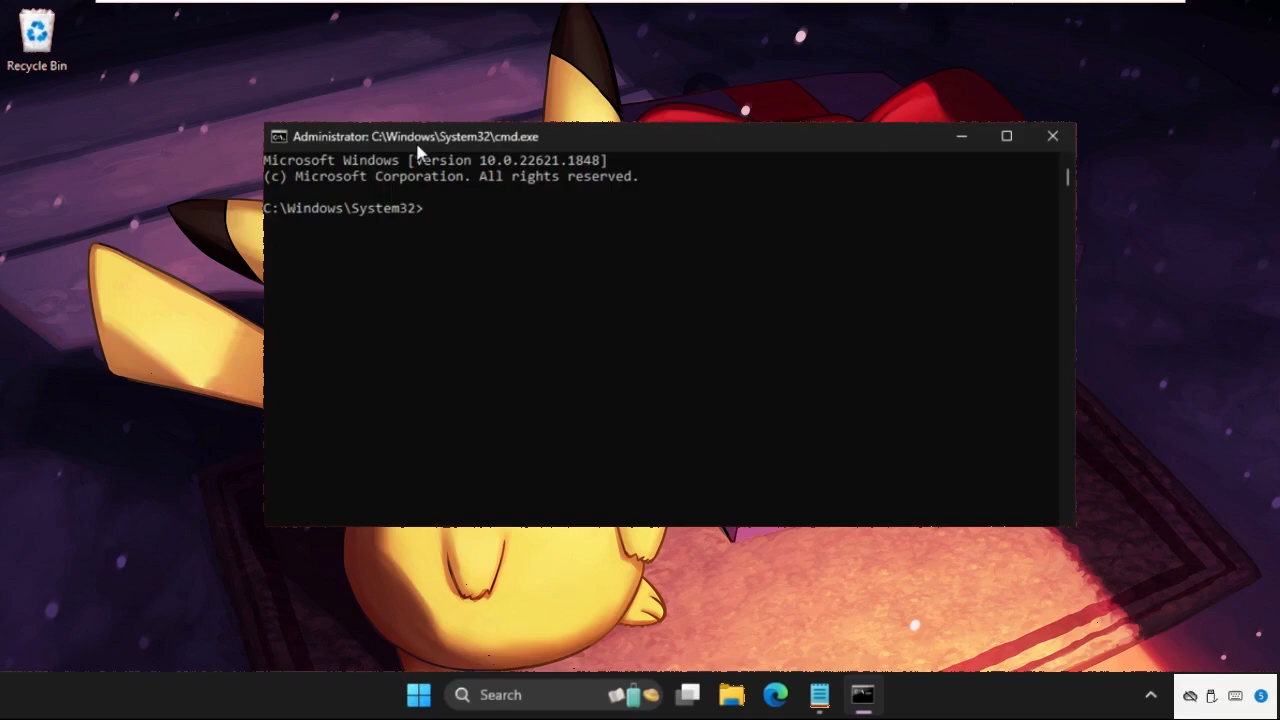 Recycle Bin
Administrator: C:\Windows\System32\cmd.exe
Microsoft Windows [Version 10.0.22621.1848]
(c) Microsoft Corporation. All rights reserved.
C:\Windows\System32>
Search
5